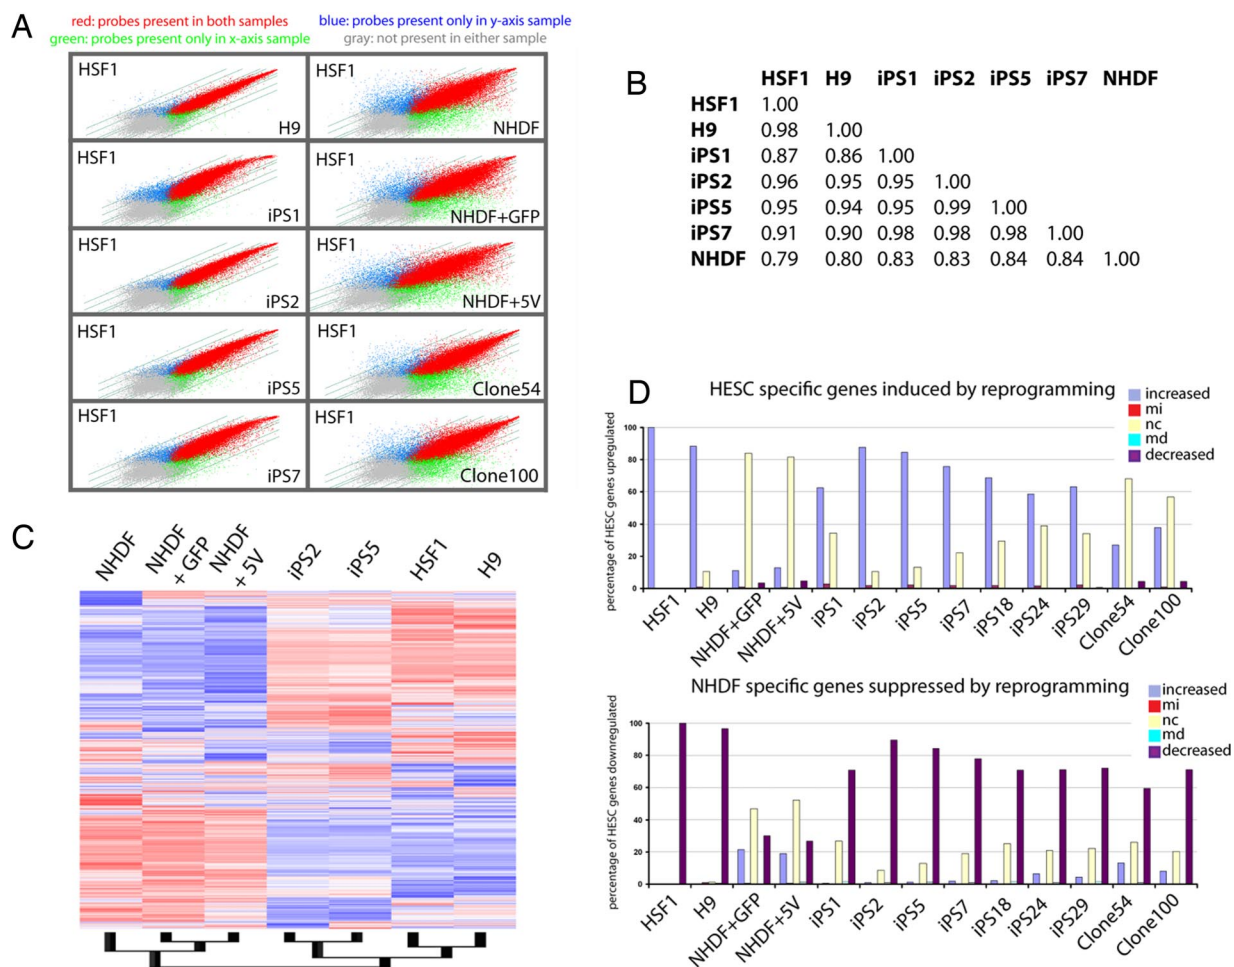 A
red: probes present in both samples
blue: probes present only in y-axis sample
green: probes present only in x-axis sample
gray: not present in either sample
HSF1
H9
HSF1
NHDF
HSF1
iPS1
HSF1
NHDF+GFP
HSF1
iPS2
HSF1
NHDF+5V
HSF1
iPS5
HSF1
Clone54
HSF1
iPS7
HSF1
Clone100
B
HSF1 H9 iPS1 iPS2 iPS5 iPS7 NHDF
HSF1 1.00
H9 0.98 1.00
iPS1 0.87 0.86 1.00
iPS2 0.96 0.95 0.95 1.00
iPS5 0.95 0.94 0.95 0.99 1.00
iPS7 0.91 0.90 0.98 0.98 0.98 1.00
NHDF 0.79 0.80 0.83 0.83 0.84 0.84 1.00
C
NHDF
NHDF
+ GFP
NHDF
+ 5V
iPS2
iPS5
HSF1
H9
D
HESC specific genes induced by reprogramming
increased
mi
nc
md
decreased
percentage of HESC genes upregulated
100
80
60
40
20
0
HSF1
H9
NHDF+GFP
NHDF+5V
iPS1
iPS2
iPS5
iPS7
iPS18
iPS24
iPS29
Clone54
Clone100
NHDF specific genes suppressed by reprogramming
increased
mi
nc
md
decreased
percentage of HESC genes downregulated
100
80
60
40
20
0
HSF1
H9
NHDF+GFP
NHDF+5V
iPS1
iPS2
iPS5
iPS7
iPS18
iPS24
iPS29
Clone54
Clone100